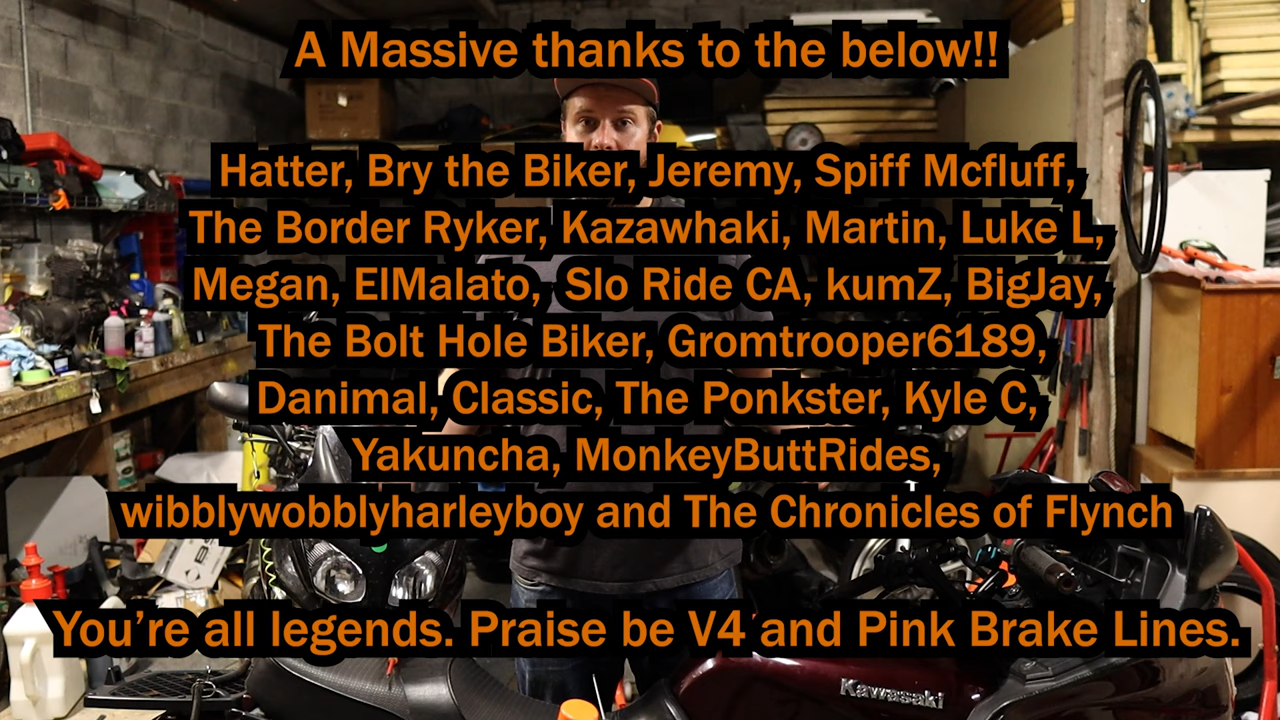 A Massive thanks to the below!!
Hatter, Bry the Biker, Jeremy, Spiff Mcfluff,
The Border Ryker, Kazawhaki, Martin, Luke L,
Megan, ElMalato, Slo Ride CA, kumZ, BigJay,
The Bolt Hole Biker, Gromtrooper6189,
Danimal, Classic, The Ponkster, Kyle C,
Yakuncha, MonkeyButtRides,
wibblywobblyharleyboy and The Chronicles of Flynch
You're all legends. Praise be V4 and Pink Brake Lines.
Kawasaki